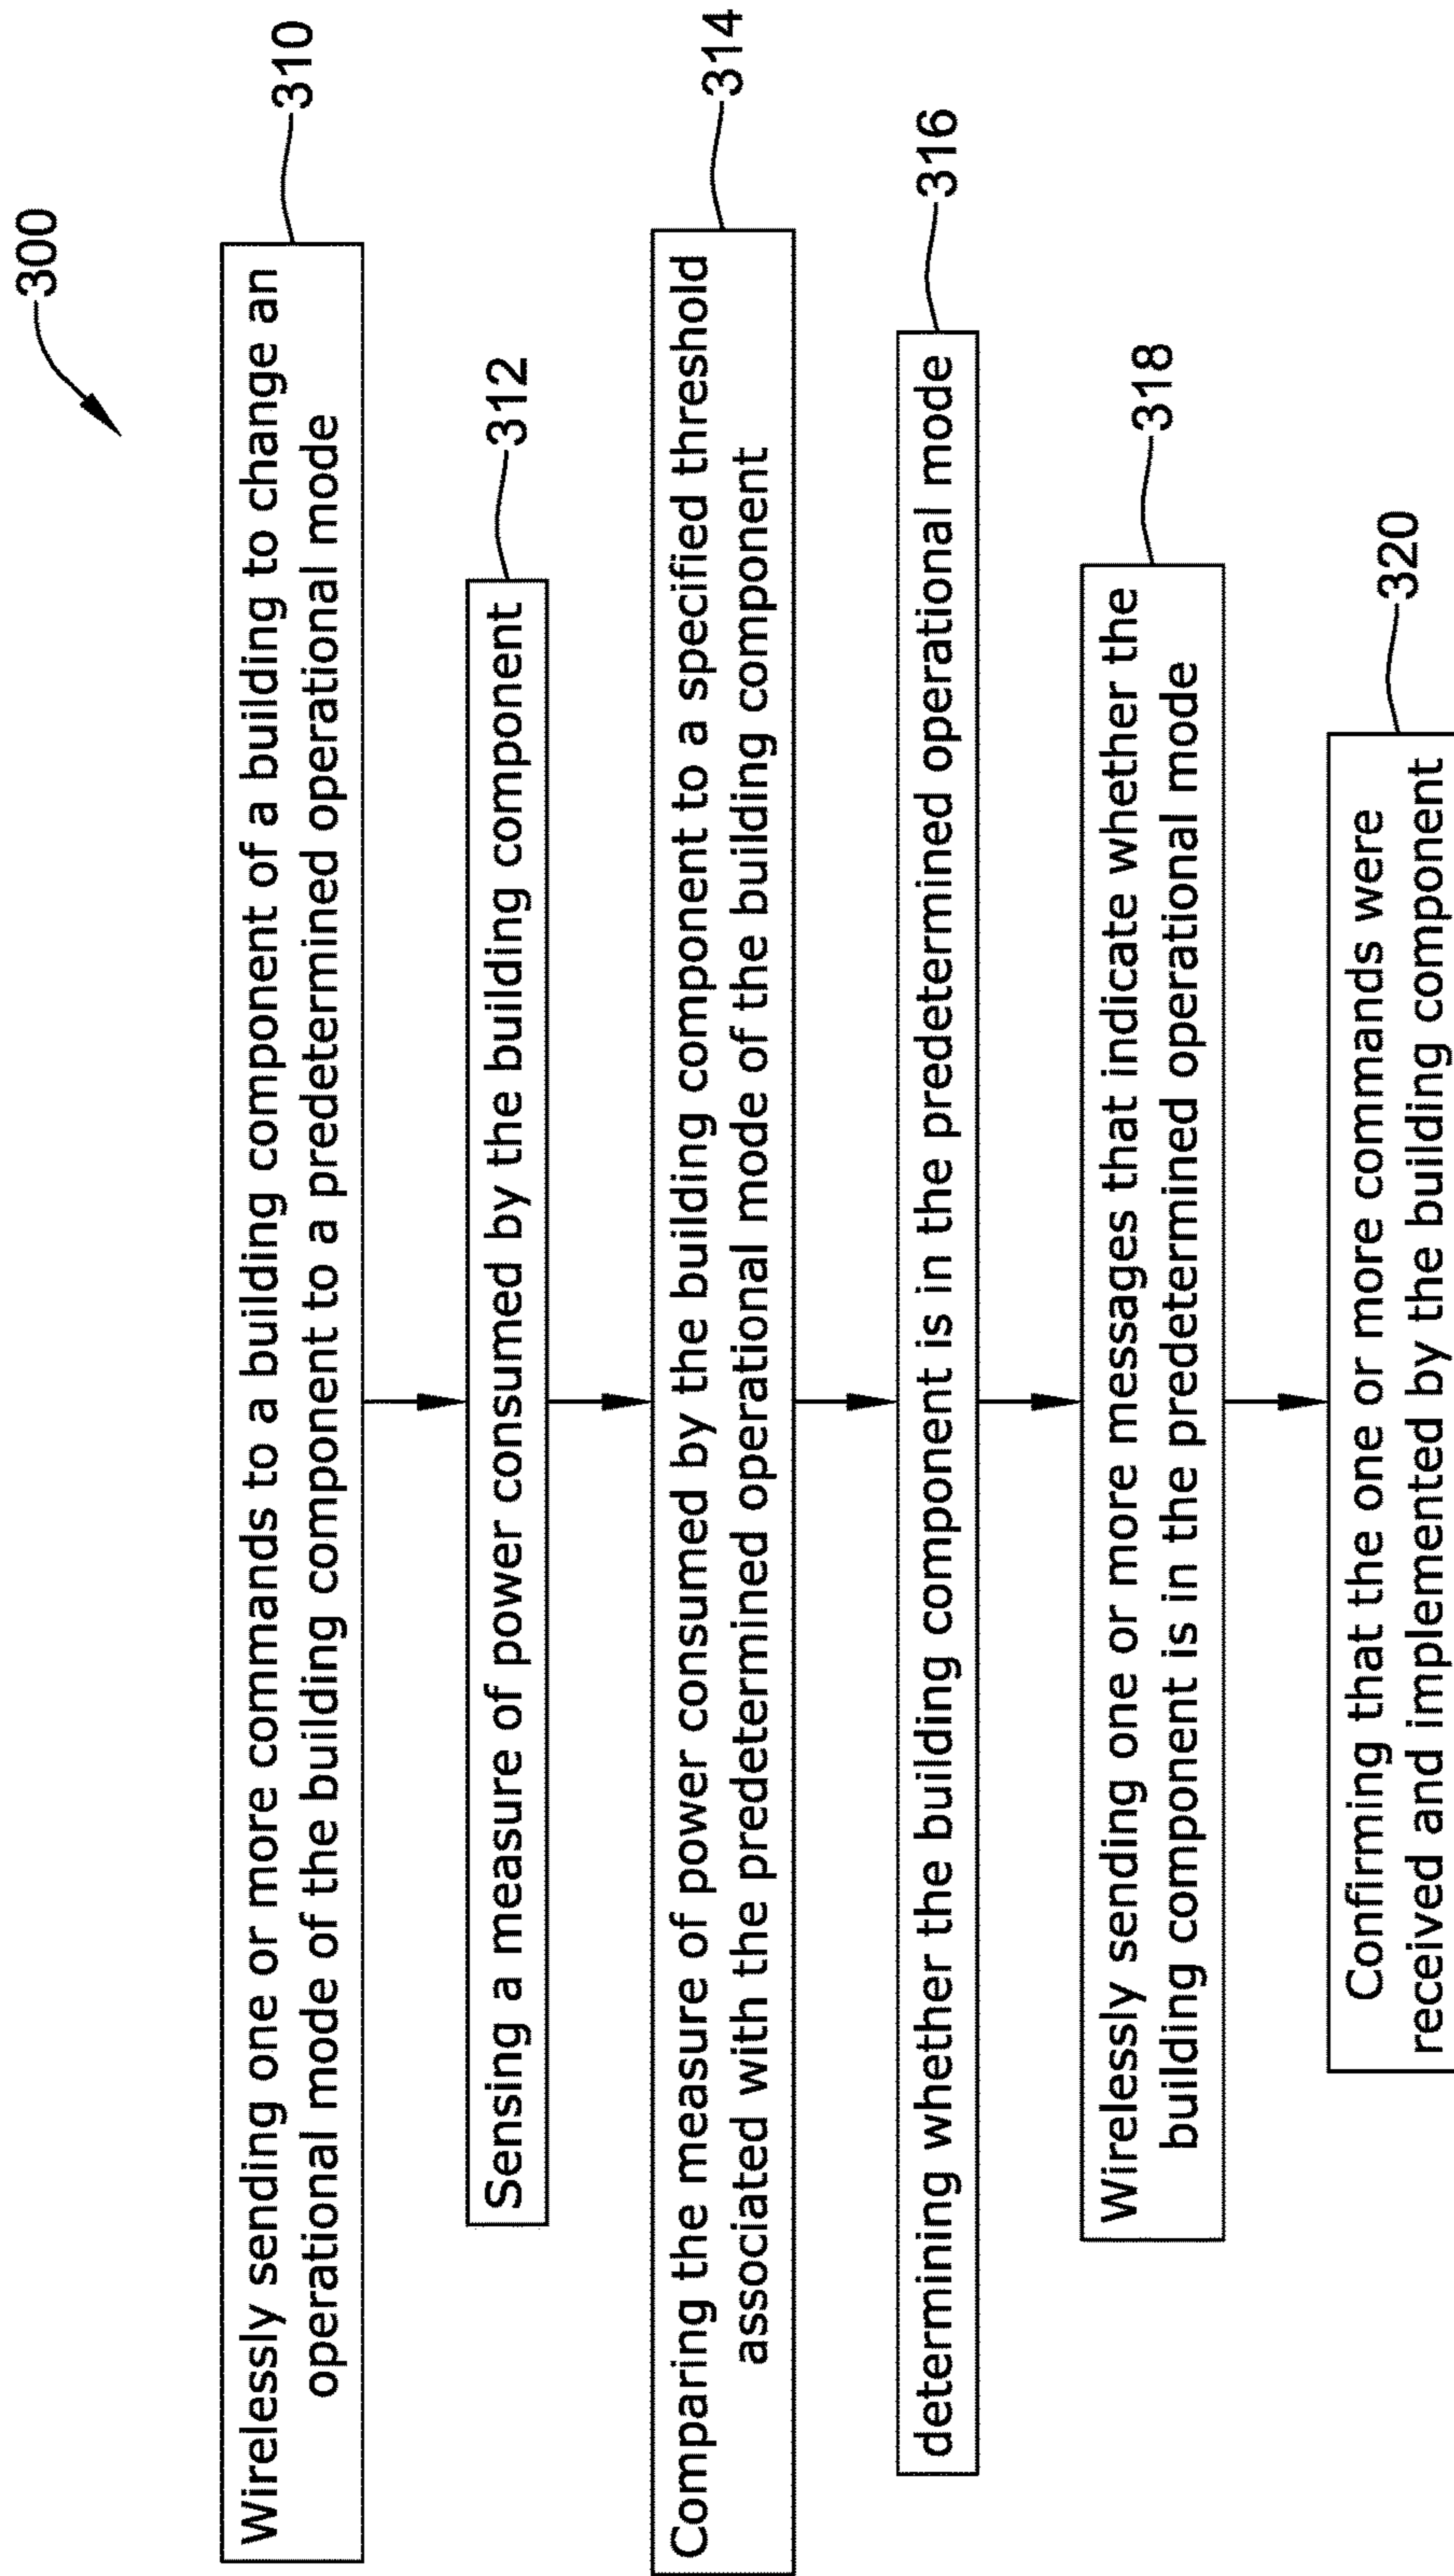 300
Wirelessly sending one or more commands to a building component of a building to change an
operational mode of the building component to a predetermined operational mode
310
Sensing a measure of power consumed by the building component
312
Comparing the measure of power consumed by the building component to a specified threshold
associated with the predetermined operational mode of the building component
314
determining whether the building component is in the predetermined operational mode
316
Wirelessly sending one or more messages that indicate whether the
building component is in the predetermined operational mode
318
Confirming that the one or more commands were
received and implemented by the building component
320